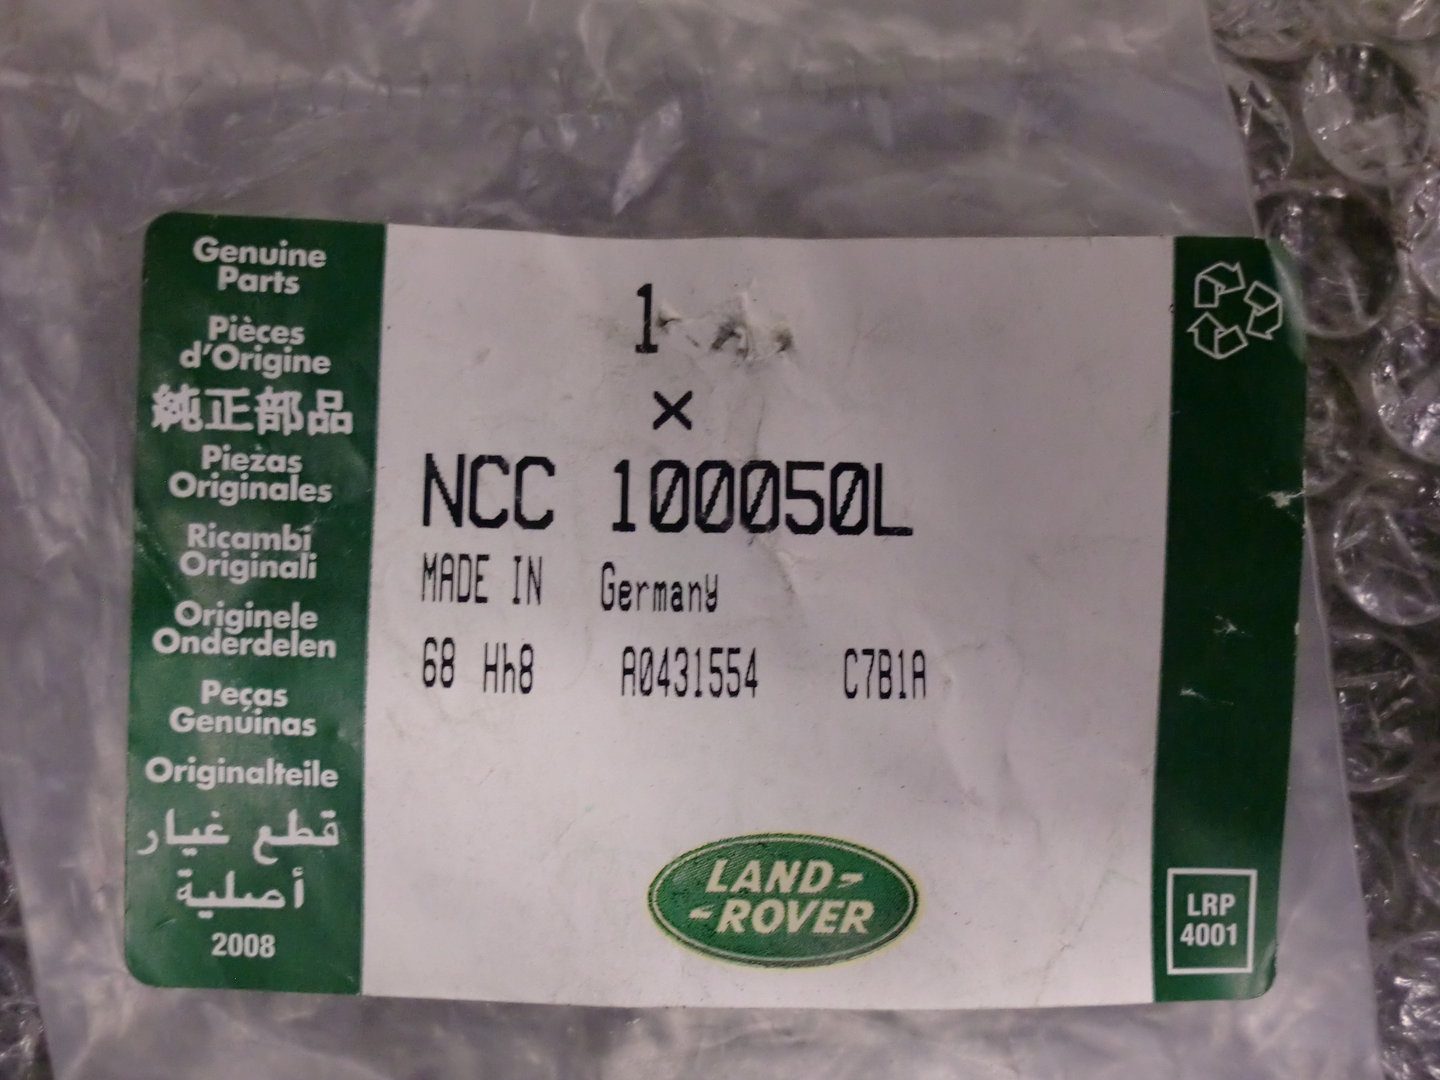 Genuine
Parts
Pièces
d'Origine
純正部品
Piezas
Originales
Ricambi
Originali
Originele
Onderdelen
Peças
Genuinas
Originalteile
قطع غيار
أصلية
2008
1
×
NCC 100050L
MADE IN Germany
68 Hh8 A0431554 C7B1A
LAND-
-ROVER
LRP
4001